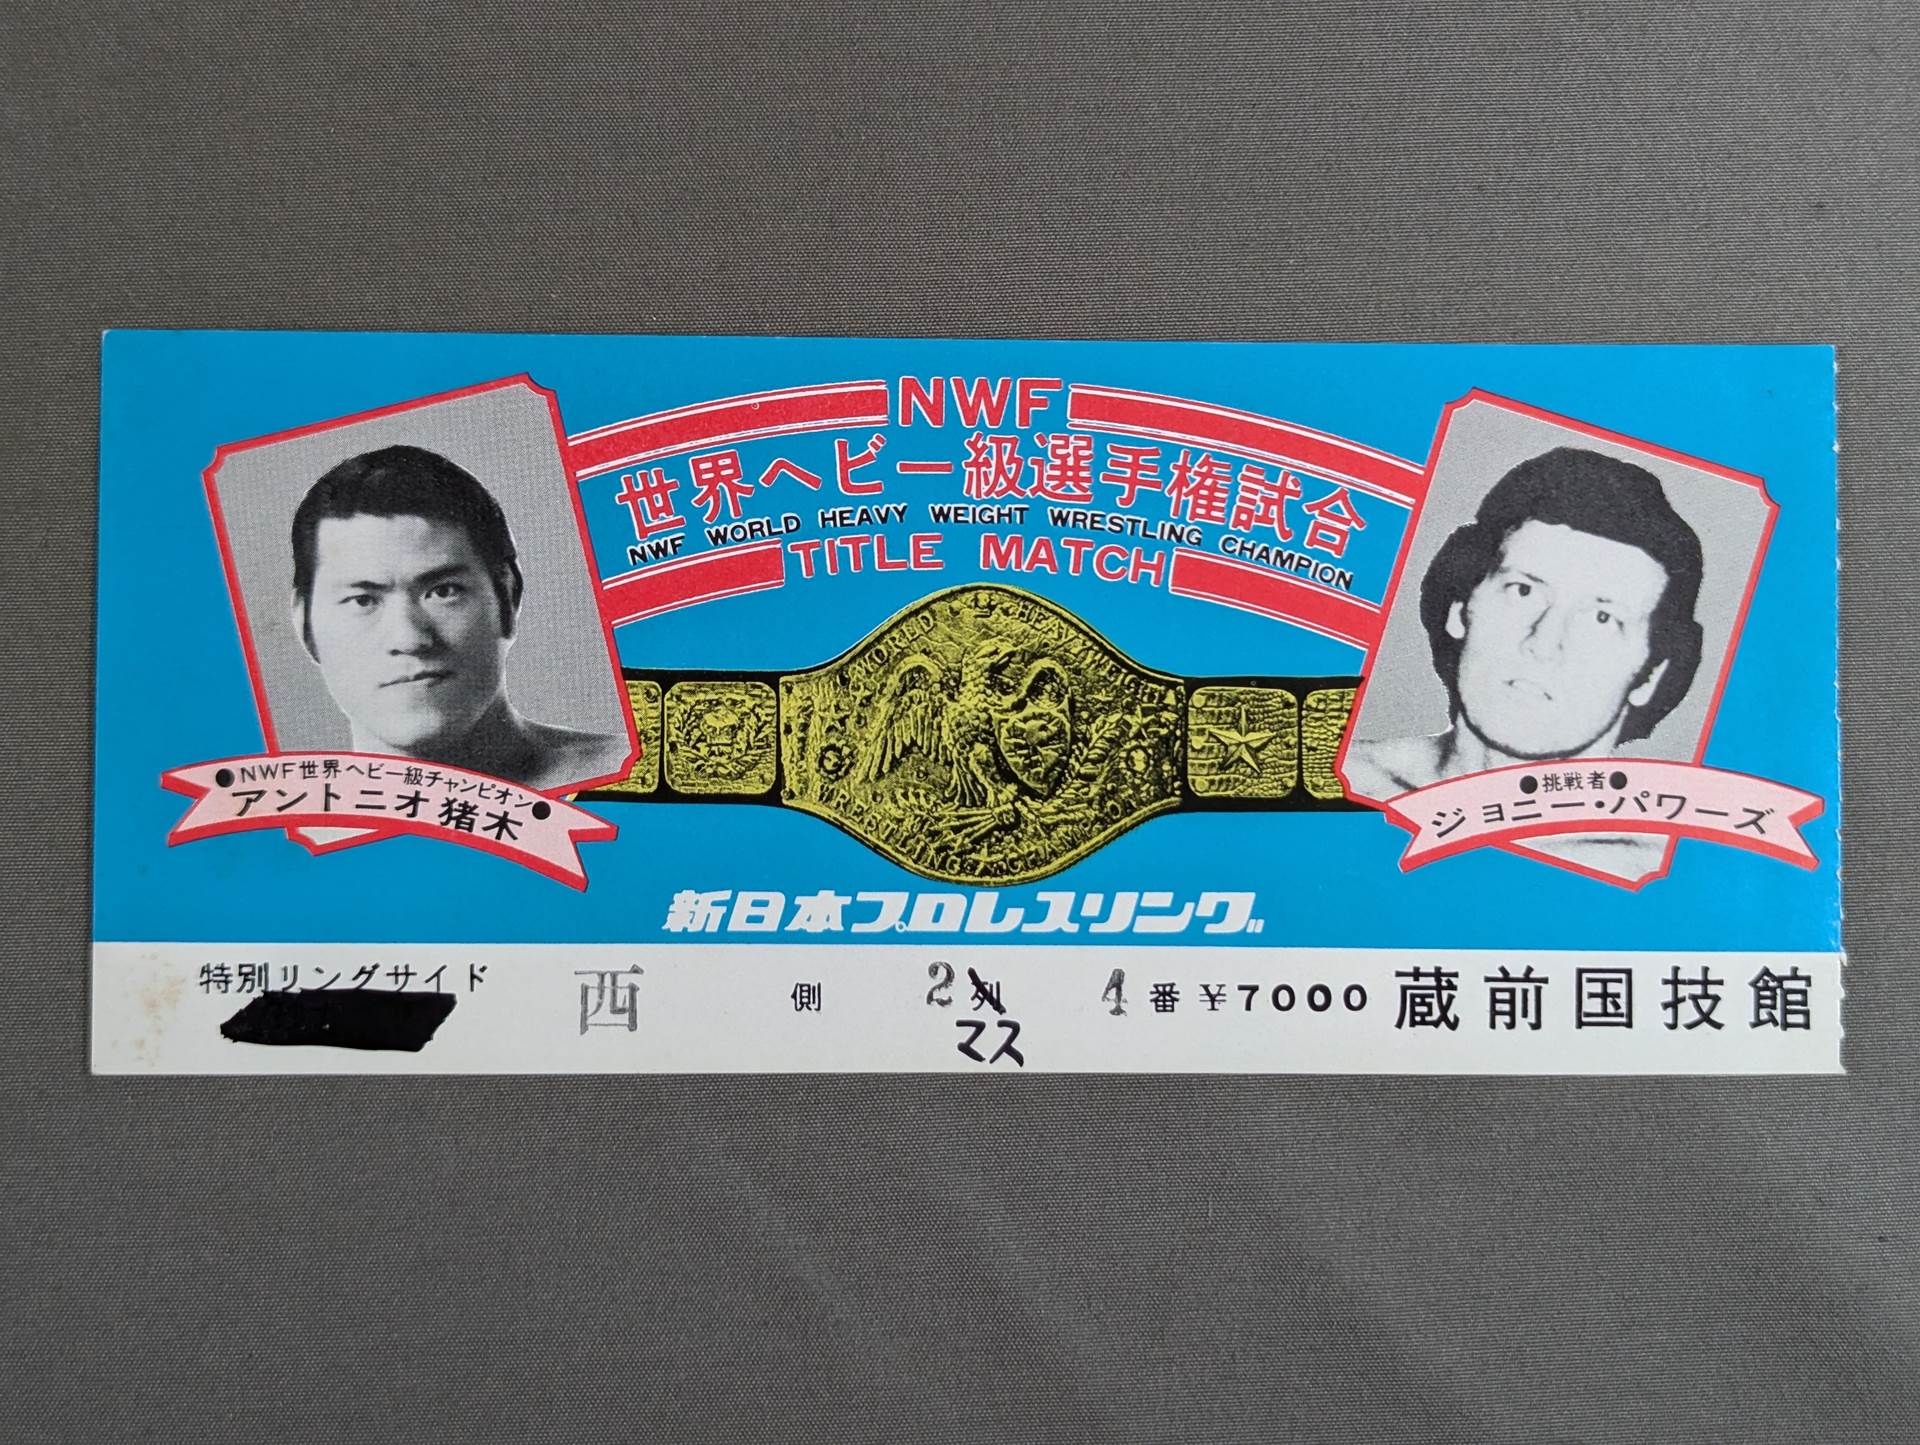 NWF
世界ヘビー級選手権試合
NWF WORLD HEAVY WEIGHT WRESTLING CHAMPION
TITLE MATCH
WORLD HEAVYWEIGHT
WRESTLING CHAMPION
●NWF世界ヘビー級チャンピオン●
アントニオ猪木
●挑戦者●
ジョニー・パワーズ
新日本プロレスリング
特別リングサイド 西 側 2列 4番 ¥7000 蔵前国技館
マス